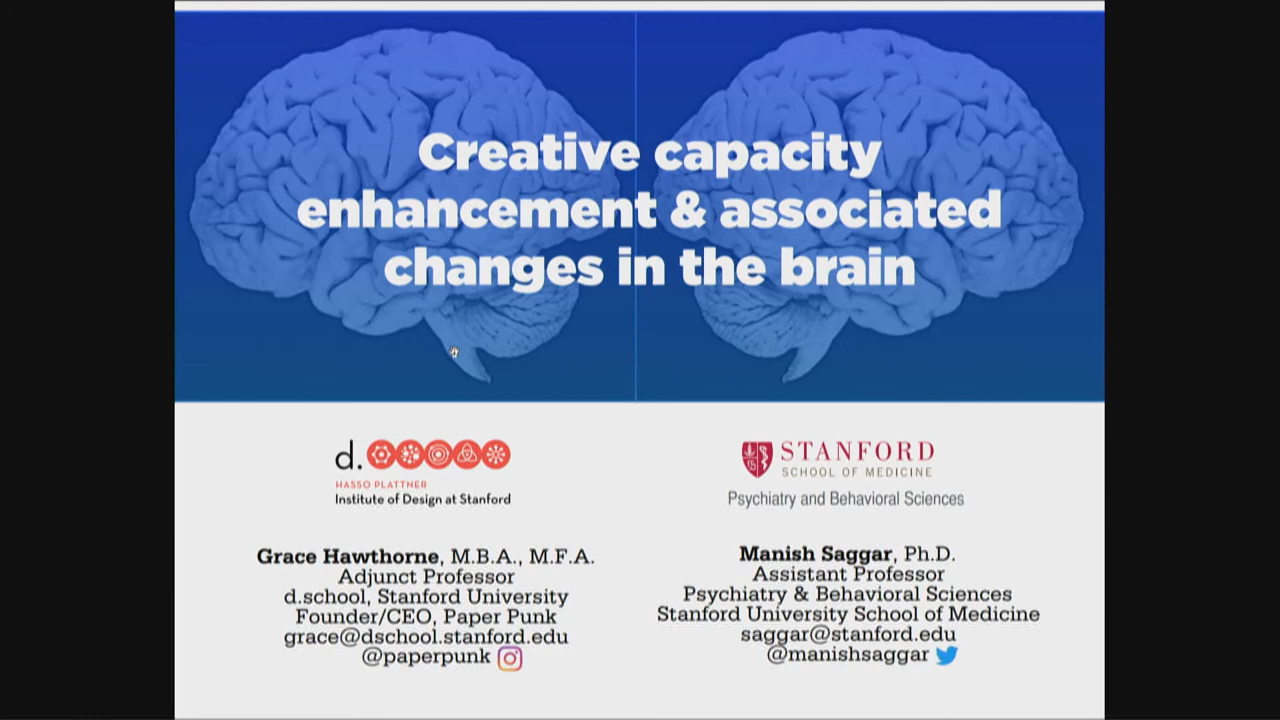 Creative capacity
enhancement & associated
changes in the brain
d.
HASSO PLATTNER
Institute of Design at Stanford
Grace Hawthorne, M.B.A., M.F.A.
Adjunct Professor
d.school, Stanford University
Founder/CEO, Paper Punk
grace@dschool.stanford.edu
@paperpunk
STANFORD
SCHOOL OF MEDICINE
Psychiatry and Behavioral Sciences
Manish Saggar, Ph.D.
Assistant Professor
Psychiatry & Behavioral Sciences
Stanford University School of Medicine
saggar@stanford.edu
@manishsaggar